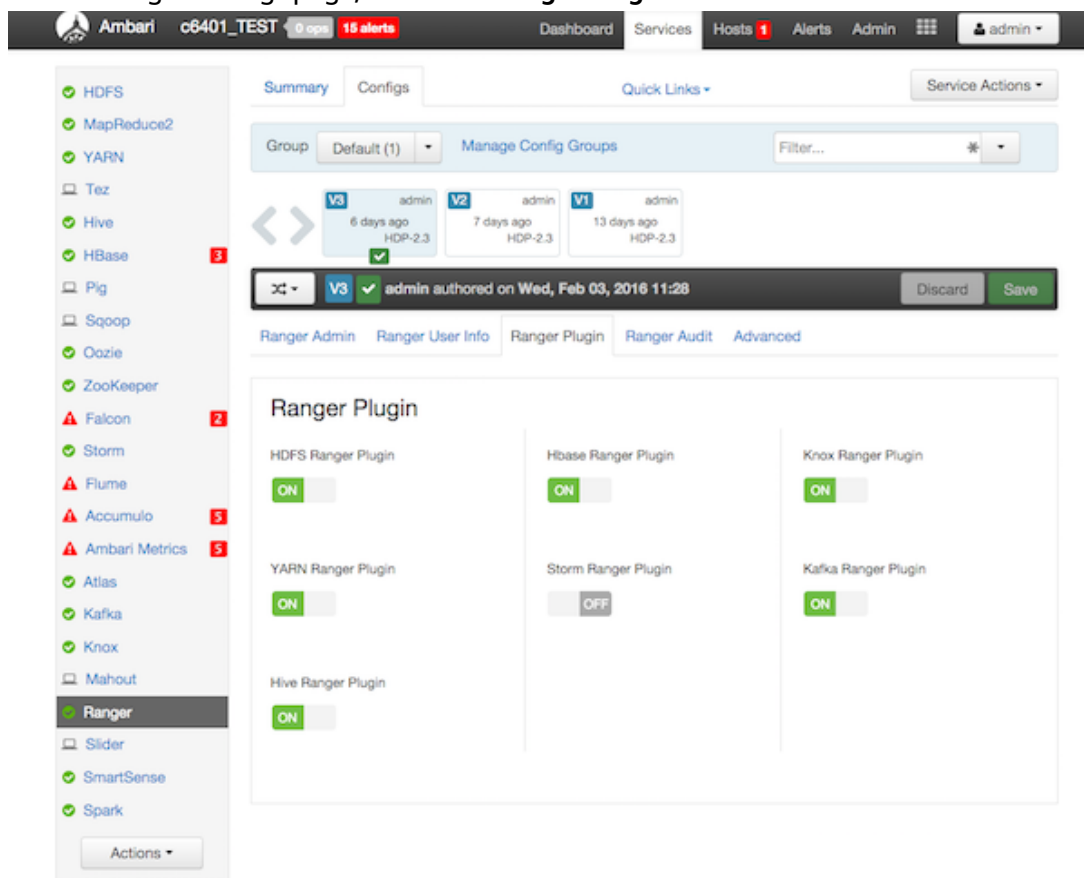 Ambari c6401_TEST 0 ops 15 alerts Dashboard Services Hosts 1 Alerts Admin admin
HDFS
MapReduce2
YARN
Tez
Hive
HBase 3
Pig
Sqoop
Oozie
ZooKeeper
Falcon 2
Storm
Flume
Accumulo 5
Ambari Metrics 5
Atlas
Kafka
Knox
Mahout
Ranger
Slider
SmartSense
Spark
Actions
Summary Configs Quick Links Service Actions
Group Default (1) Manage Config Groups Filter...
V3 admin
6 days ago
HDP-2.3
V2 admin
7 days ago
HDP-2.3
V1 admin
13 days ago
HDP-2.3
V3 admin authored on Wed, Feb 03, 2016 11:28 Discard Save
Ranger Admin Ranger User Info Ranger Plugin Ranger Audit Advanced
Ranger Plugin
HDFS Ranger Plugin Hbase Ranger Plugin Knox Ranger Plugin
ON ON ON
YARN Ranger Plugin Storm Ranger Plugin Kafka Ranger Plugin
ON OFF ON
Hive Ranger Plugin
ON